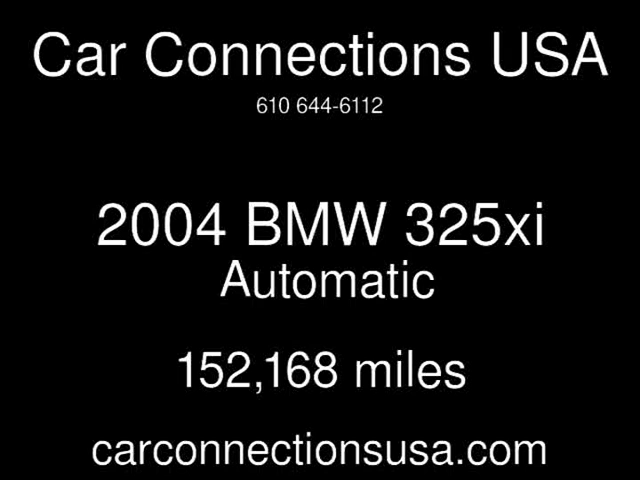 Car Connections USA
610 644-6112
2004 BMW 325xi
Automatic
152,168 miles
carconnectionsusa.com